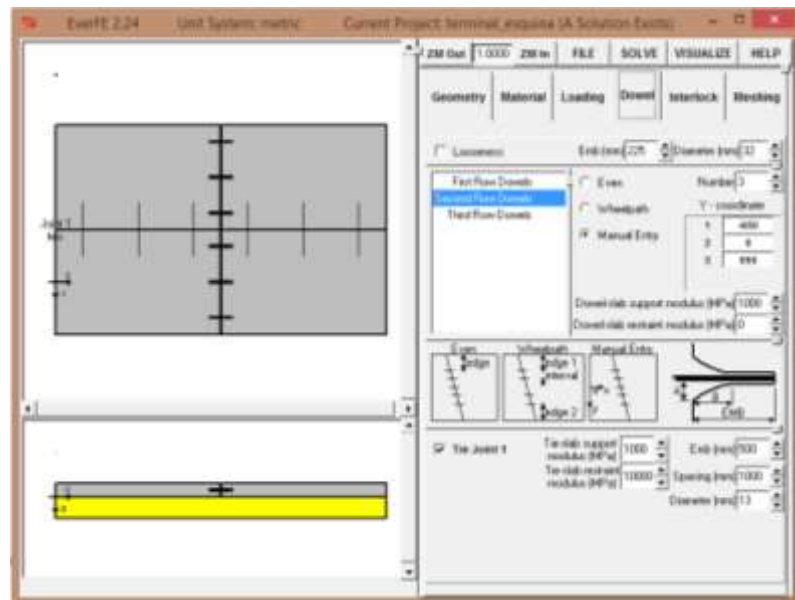 EverFE 2.24 Unit System: metric Current Project: terminal_esquina (A Solution Exists)
ZM Out 1.0000 ZM In FILE SOLVE VISUALIZE HELP
Geometry Material Loading Dowel Interlock Meshing
Looseness Emb (mm) 225 Diameter (mm) 32
First Row Dowels
Second Row Dowels
Third Row Dowels
Even
Wheelpath
Manual Entry
Number 3
Y - coordinate
1
2
3
Dowel-slab support modulus (MPa) 1000
Dowel-slab restraint modulus (MPa) 0
Even Wheelpath Manual Entry
edge edge 1
interval
edge 2
A
B
Emb
Tie Joint 1
Tie-slab support modulus (MPa) 1000
Tie-slab restraint modulus (MPa) 10000
Emb (mm) 500
Spacing (mm) 1000
Diameter (mm) 13